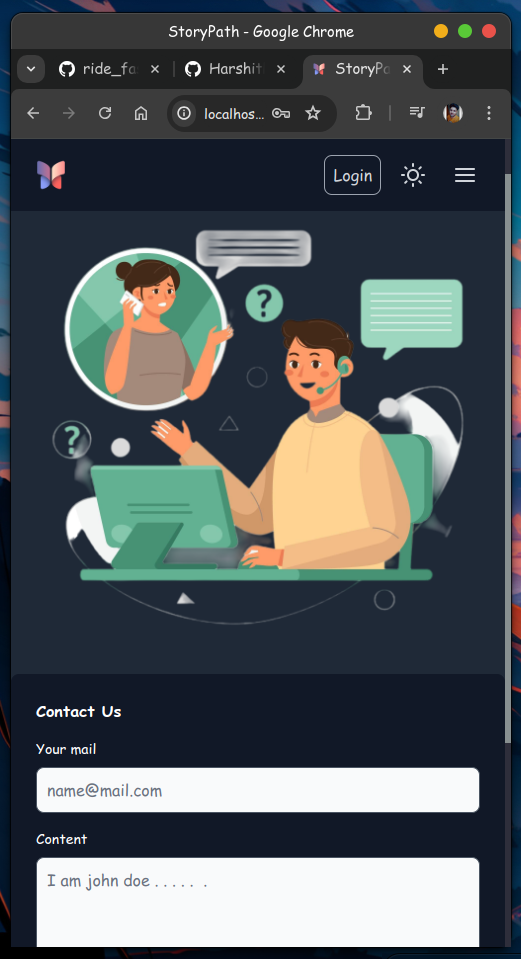 StoryPath - Google Chrome
ride_fa
Harshit
StoryPa
localhos...
Login
?
?
Contact Us
Your mail
name@mail.com
Content
I am john doe . . . . . .